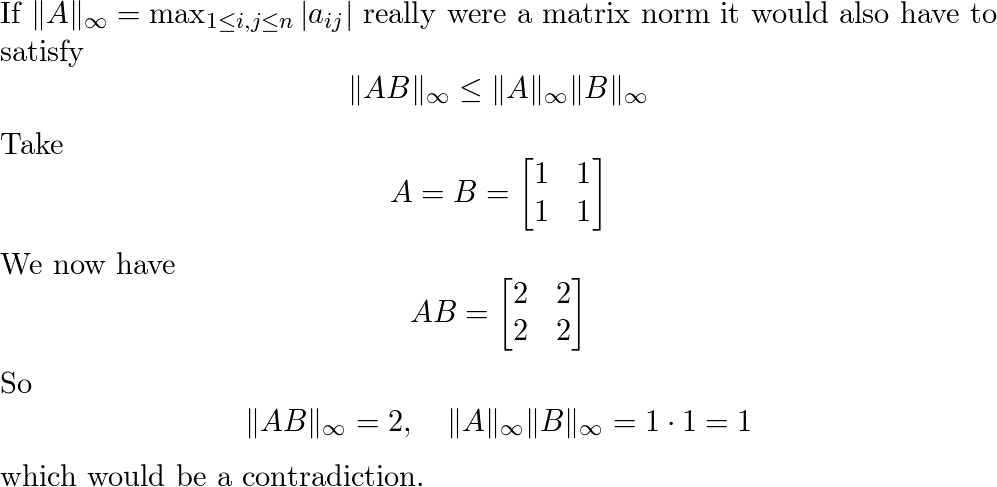 If ‖A‖∞ = max1≤i,j≤n |aij| really were a matrix norm it would also have to
satisfy
‖AB‖∞ ≤ ‖A‖∞‖B‖∞
Take
A = B = [1 1
1 1]
We now have
AB = [2 2
2 2]
So
‖AB‖∞ = 2, ‖A‖∞‖B‖∞ = 1 · 1 = 1
which would be a contradiction.